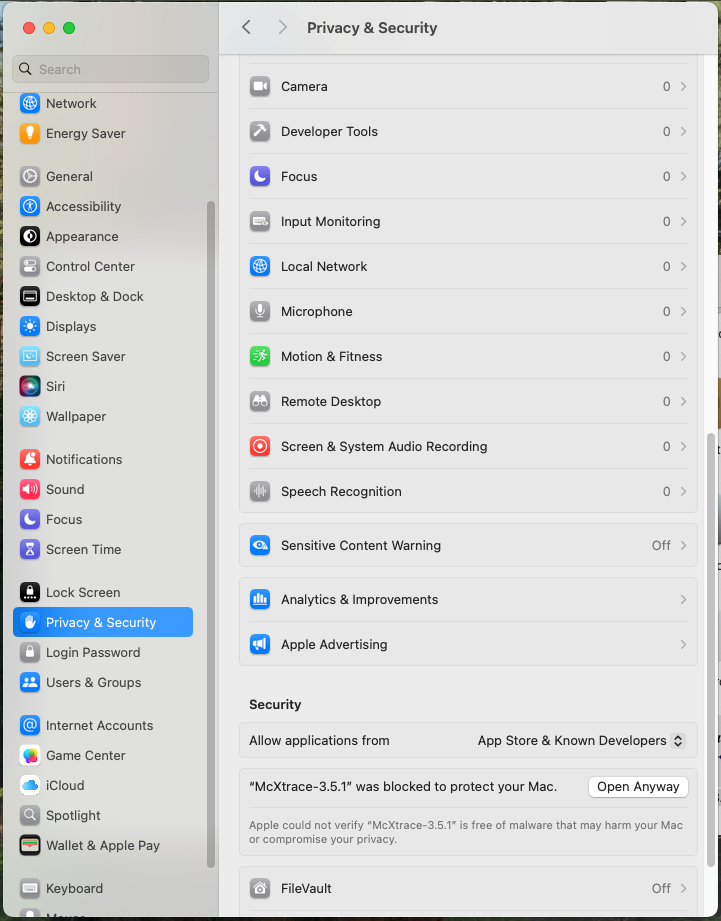 Privacy & Security
Search
Network
Energy Saver
General
Accessibility
Appearance
Control Center
Desktop & Dock
Displays
Screen Saver
Siri
Wallpaper
Notifications
Sound
Focus
Screen Time
Lock Screen
Privacy & Security
Login Password
Users & Groups
Internet Accounts
Game Center
iCloud
Spotlight
Wallet & Apple Pay
Keyboard
Camera 0
Developer Tools 0
Focus 0
Input Monitoring 0
Local Network 0
Microphone 0
Motion & Fitness 0
Remote Desktop 0
Screen & System Audio Recording 0
Speech Recognition 0
Sensitive Content Warning Off
Analytics & Improvements
Apple Advertising
Security
Allow applications from App Store & Known Developers
“McXtrace-3.5.1” was blocked to protect your Mac. Open Anyway
Apple could not verify “McXtrace-3.5.1” is free of malware that may harm your Mac
or compromise your privacy.
FileVault Off